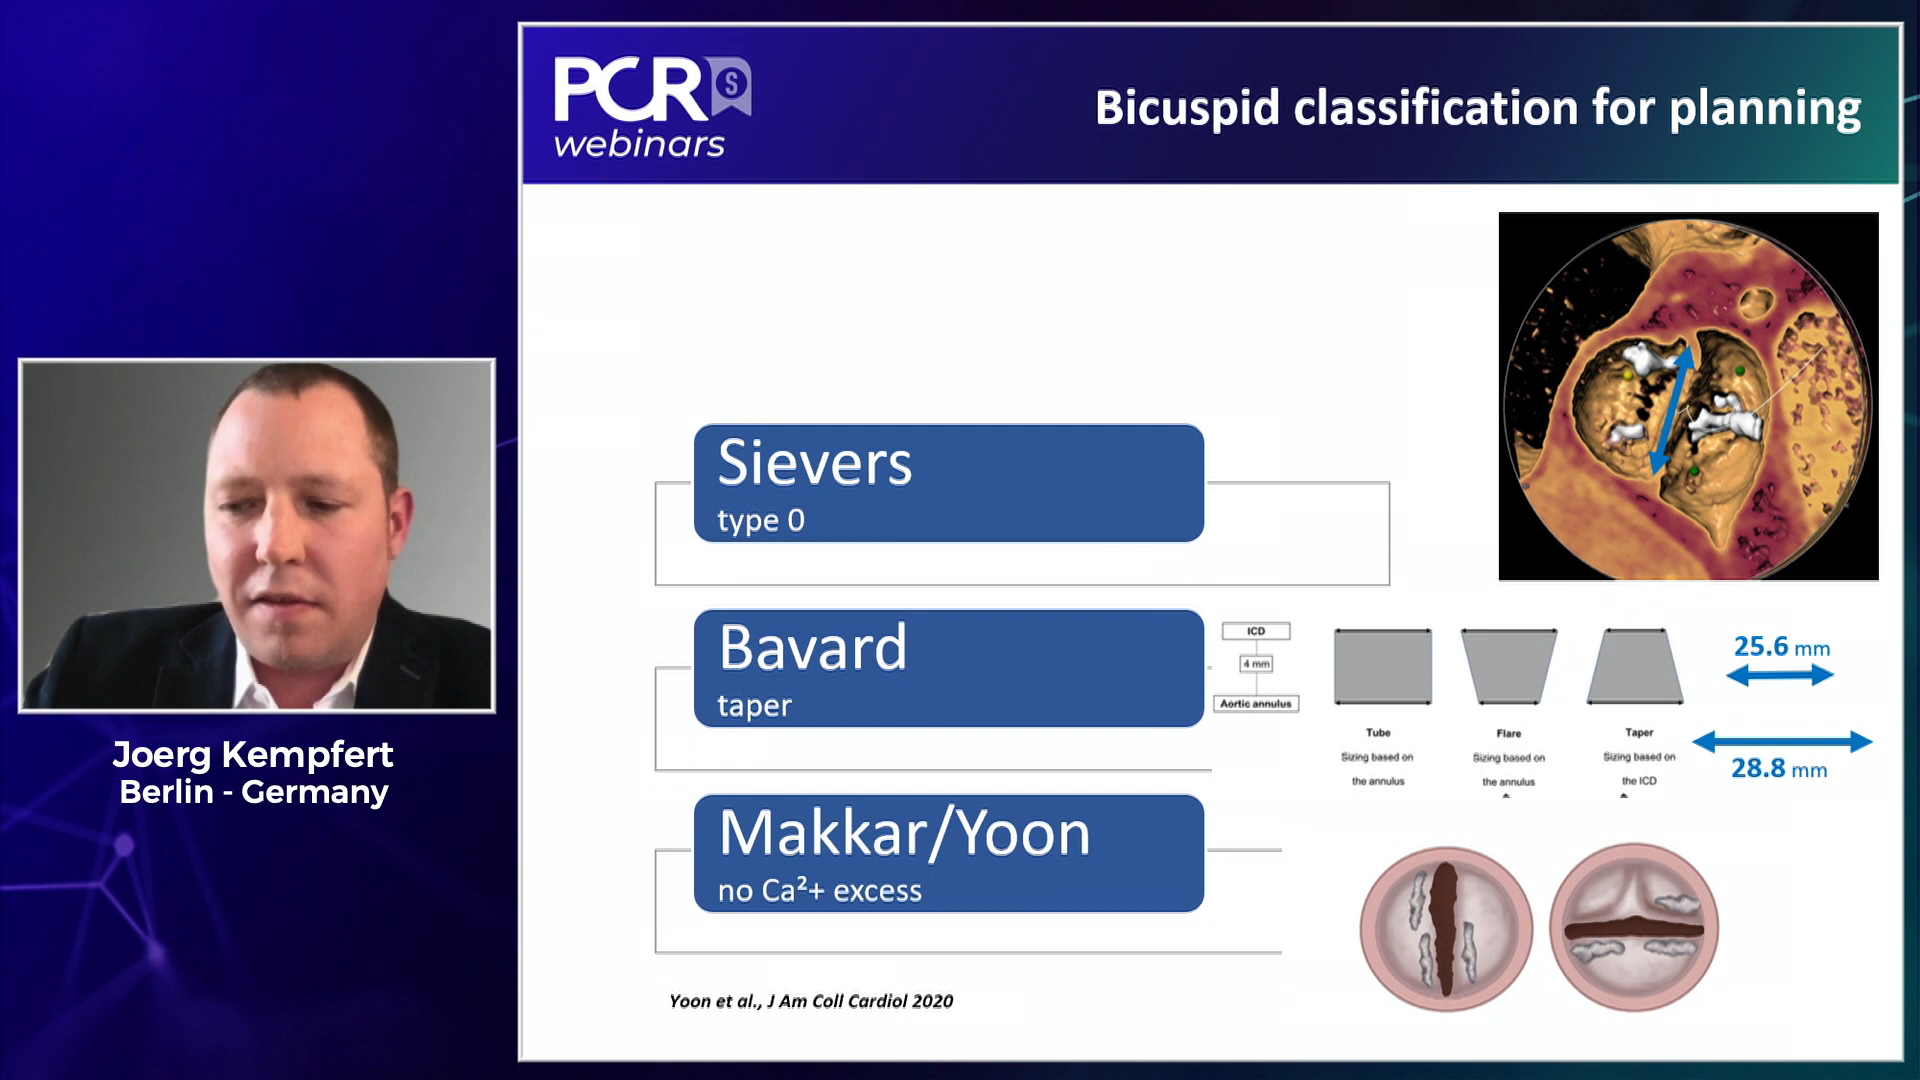 PCR S
webinars
Bicuspid classification for planning
Sievers
type 0
Bavard
taper
ICD
4 mm
Aortic annulus
Tube
Sizing based on
the annulus
Flare
Sizing based on
the annulus
Taper
Sizing based on
the ICD
25.6 mm
28.8 mm
Makkar/Yoon
no Ca²+ excess
Yoon et al., J Am Coll Cardiol 2020
Joerg Kempfert
Berlin - Germany